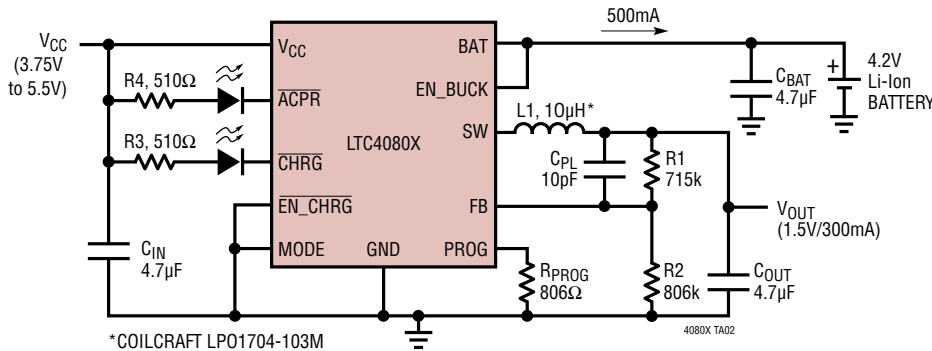 500mA
VCC
(3.75V
to 5.5V)
VCC
BAT
4.2V
Li-Ion
BATTERY
+
R4, 510Ω
ACPR
EN_BUCK
CBAT
4.7µF
L1, 10µH*
R3, 510Ω
LTC4080X
SW
CHRG
CPL
10pF
R1
715k
EN_CHRG
FB
VOUT
(1.5V/300mA)
CIN
4.7µF
MODE
GND
PROG
RPROG
806Ω
R2
806k
COUT
4.7µF
4080X TA02
*COILCRAFT LPO1704-103M